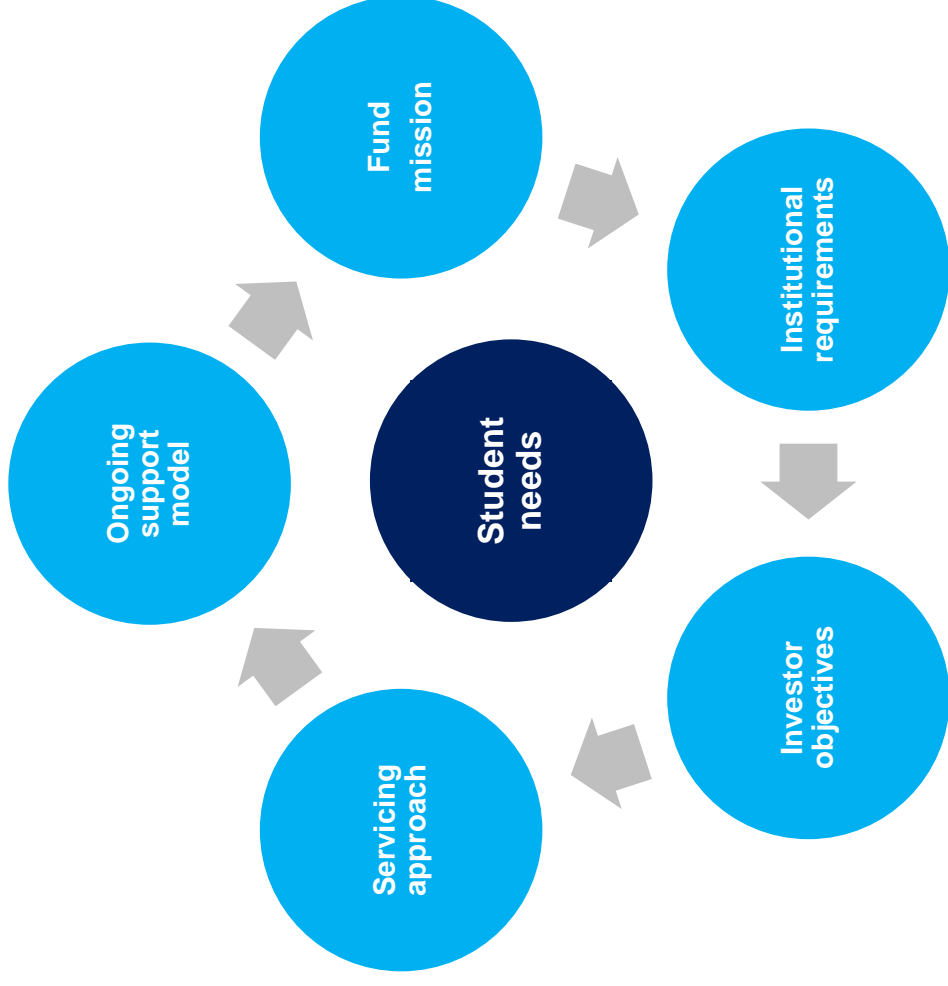 Ongoing
support
model
Servicing
approach
Fund
mission
Student
needs
Investor
objectives
Institutional
requirements